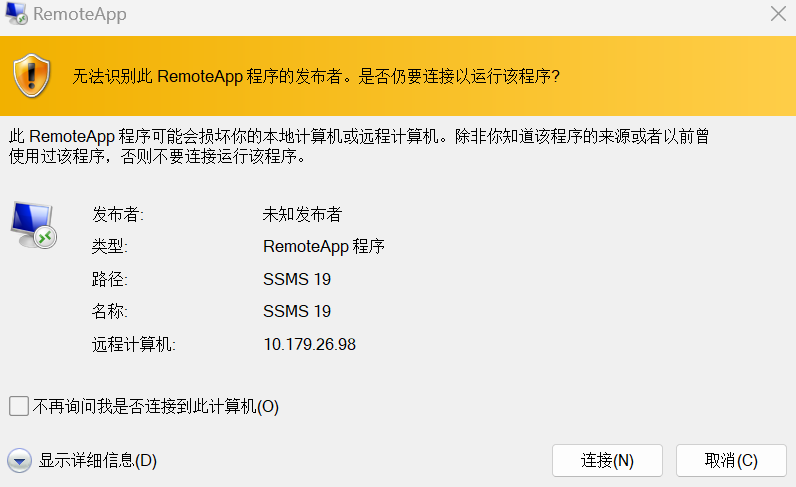 RemoteApp
无法识别此 RemoteApp 程序的发布者。是否仍要连接以运行该程序?
此 RemoteApp 程序可能会损坏你的本地计算机或远程计算机。除非你知道该程序的来源或者以前曾
使用过该程序，否则不要连接运行该程序。
发布者: 未知发布者
类型: RemoteApp 程序
路径: SSMS 19
名称: SSMS 19
远程计算机: 10.179.26.98
不再询问我是否连接到此计算机(O)
显示详细信息(D) 连接(N) 取消(C)